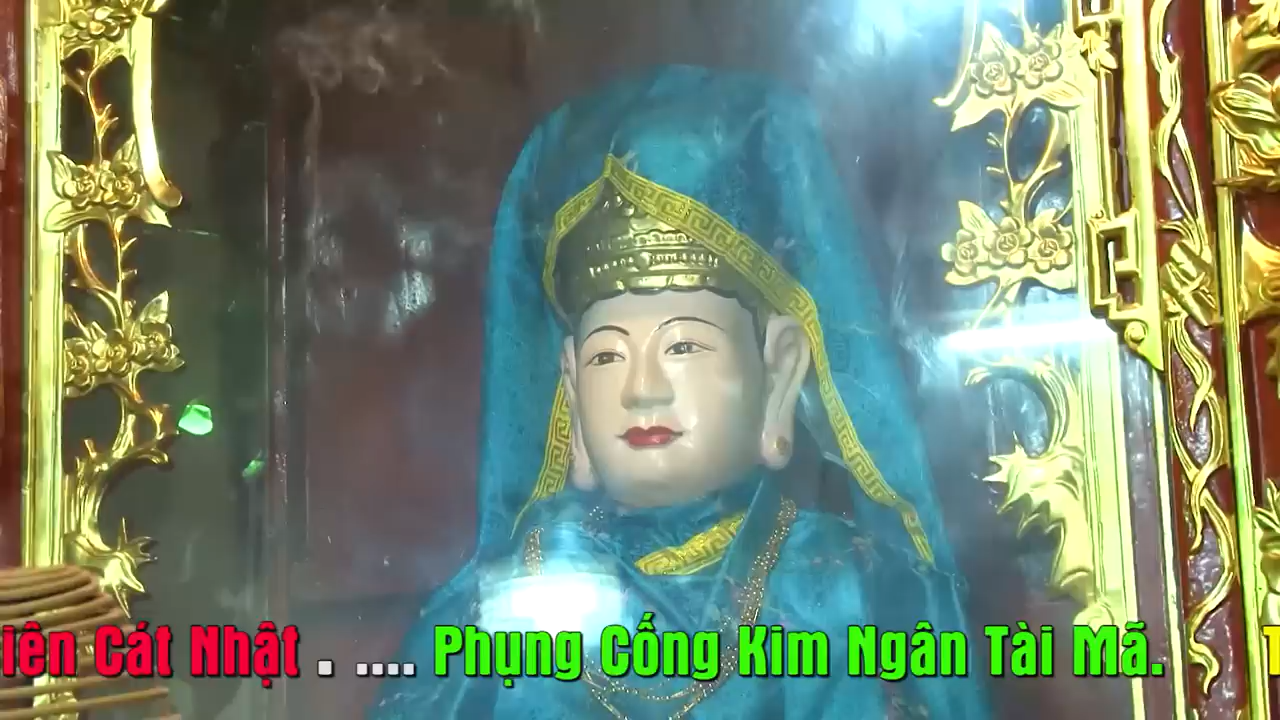 iên Cát Nhật . .... Phụng Cống Kim Ngân Tài Mã. T